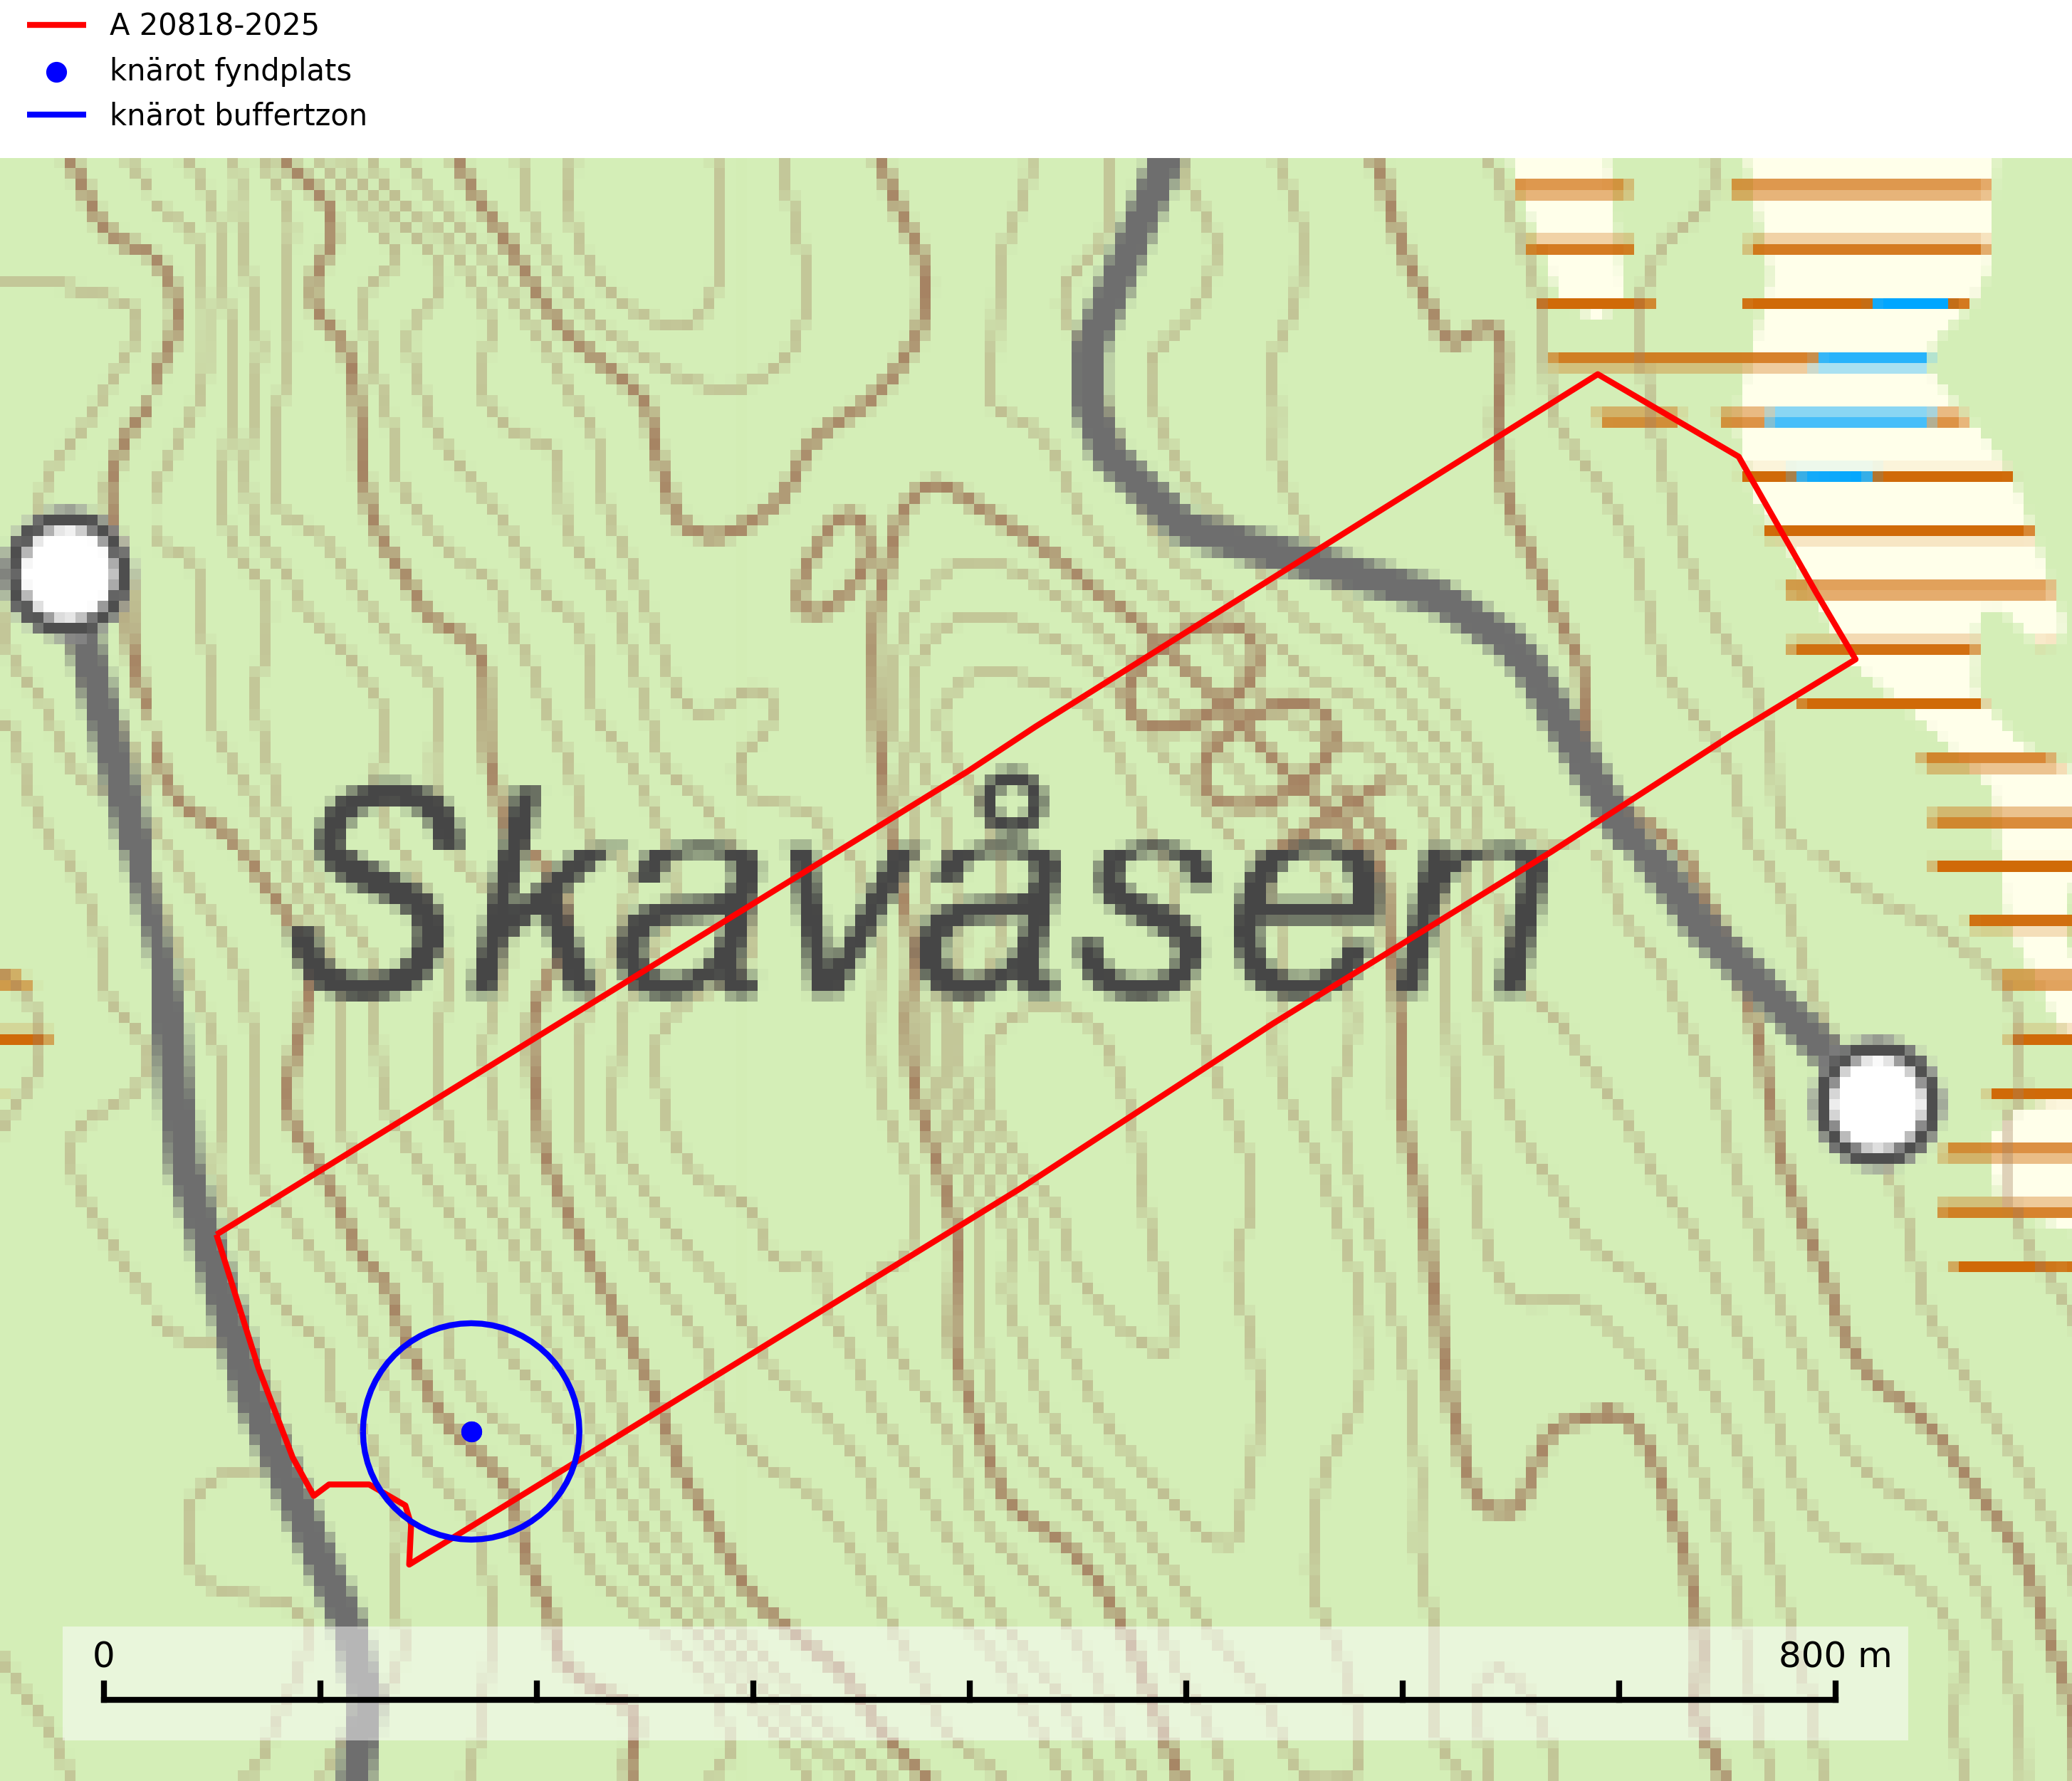 A 20818-2025
knärot fyndplats
knärot buffertzon
Skavåsen
0
800 m